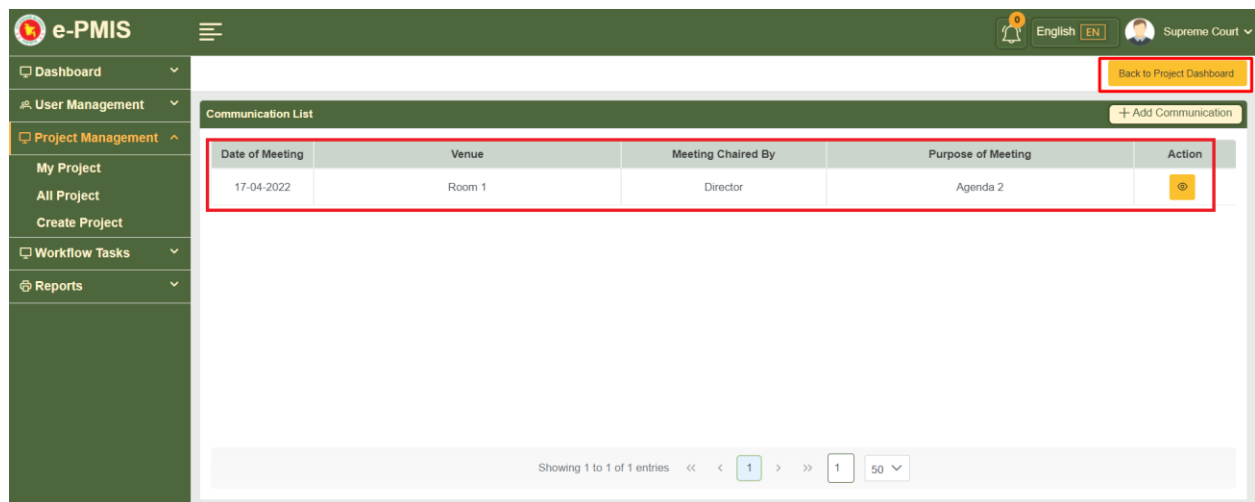 e-PMIS
0
English EN
Supreme Court
Dashboard
Back to Project Dashboard
User Management
Communication List
+ Add Communication
Project Management
Date of Meeting Venue Meeting Chaired By Purpose of Meeting Action
My Project
17-04-2022 Room 1 Director Agenda 2
All Project
Create Project
Workflow Tasks
Reports
Showing 1 to 1 of 1 entries << < 1 > >> 1 50